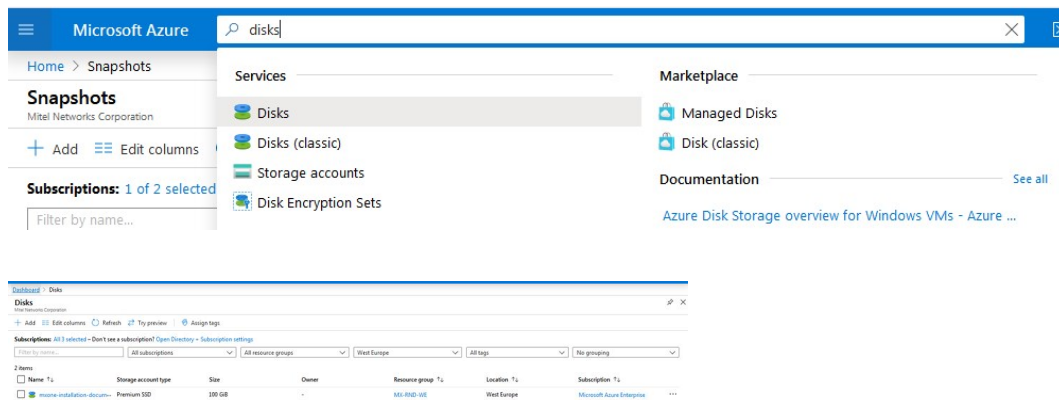 Microsoft Azure disks
Home > Snapshots
Snapshots
Mitel Networks Corporation
+ Add Edit columns
Subscriptions: 1 of 2 selected
Filter by name...
Services
Disks
Disks (classic)
Storage accounts
Disk Encryption Sets
Marketplace
Managed Disks
Disk (classic)
Documentation See all
Azure Disk Storage overview for Windows VMs - Azure ...
Dashboard > Disks
Disks
Mitel Networks Corporation
+ Add Edit columns Refresh Try preview Assign tags
Subscriptions: All 3 selected – Don't see a subscription? Open Directory + Subscription settings
Filter by name... All subscriptions All resource groups West Europe All tags No grouping
2 items
Name ↑↓ Storage account type Size Owner Resource group ↑↓ Location ↑↓ Subscription ↑↓
mxone-installation-docum... Premium SSD 100 GiB - MX-RND-WE West Europe Microsoft Azure Enterprise ...